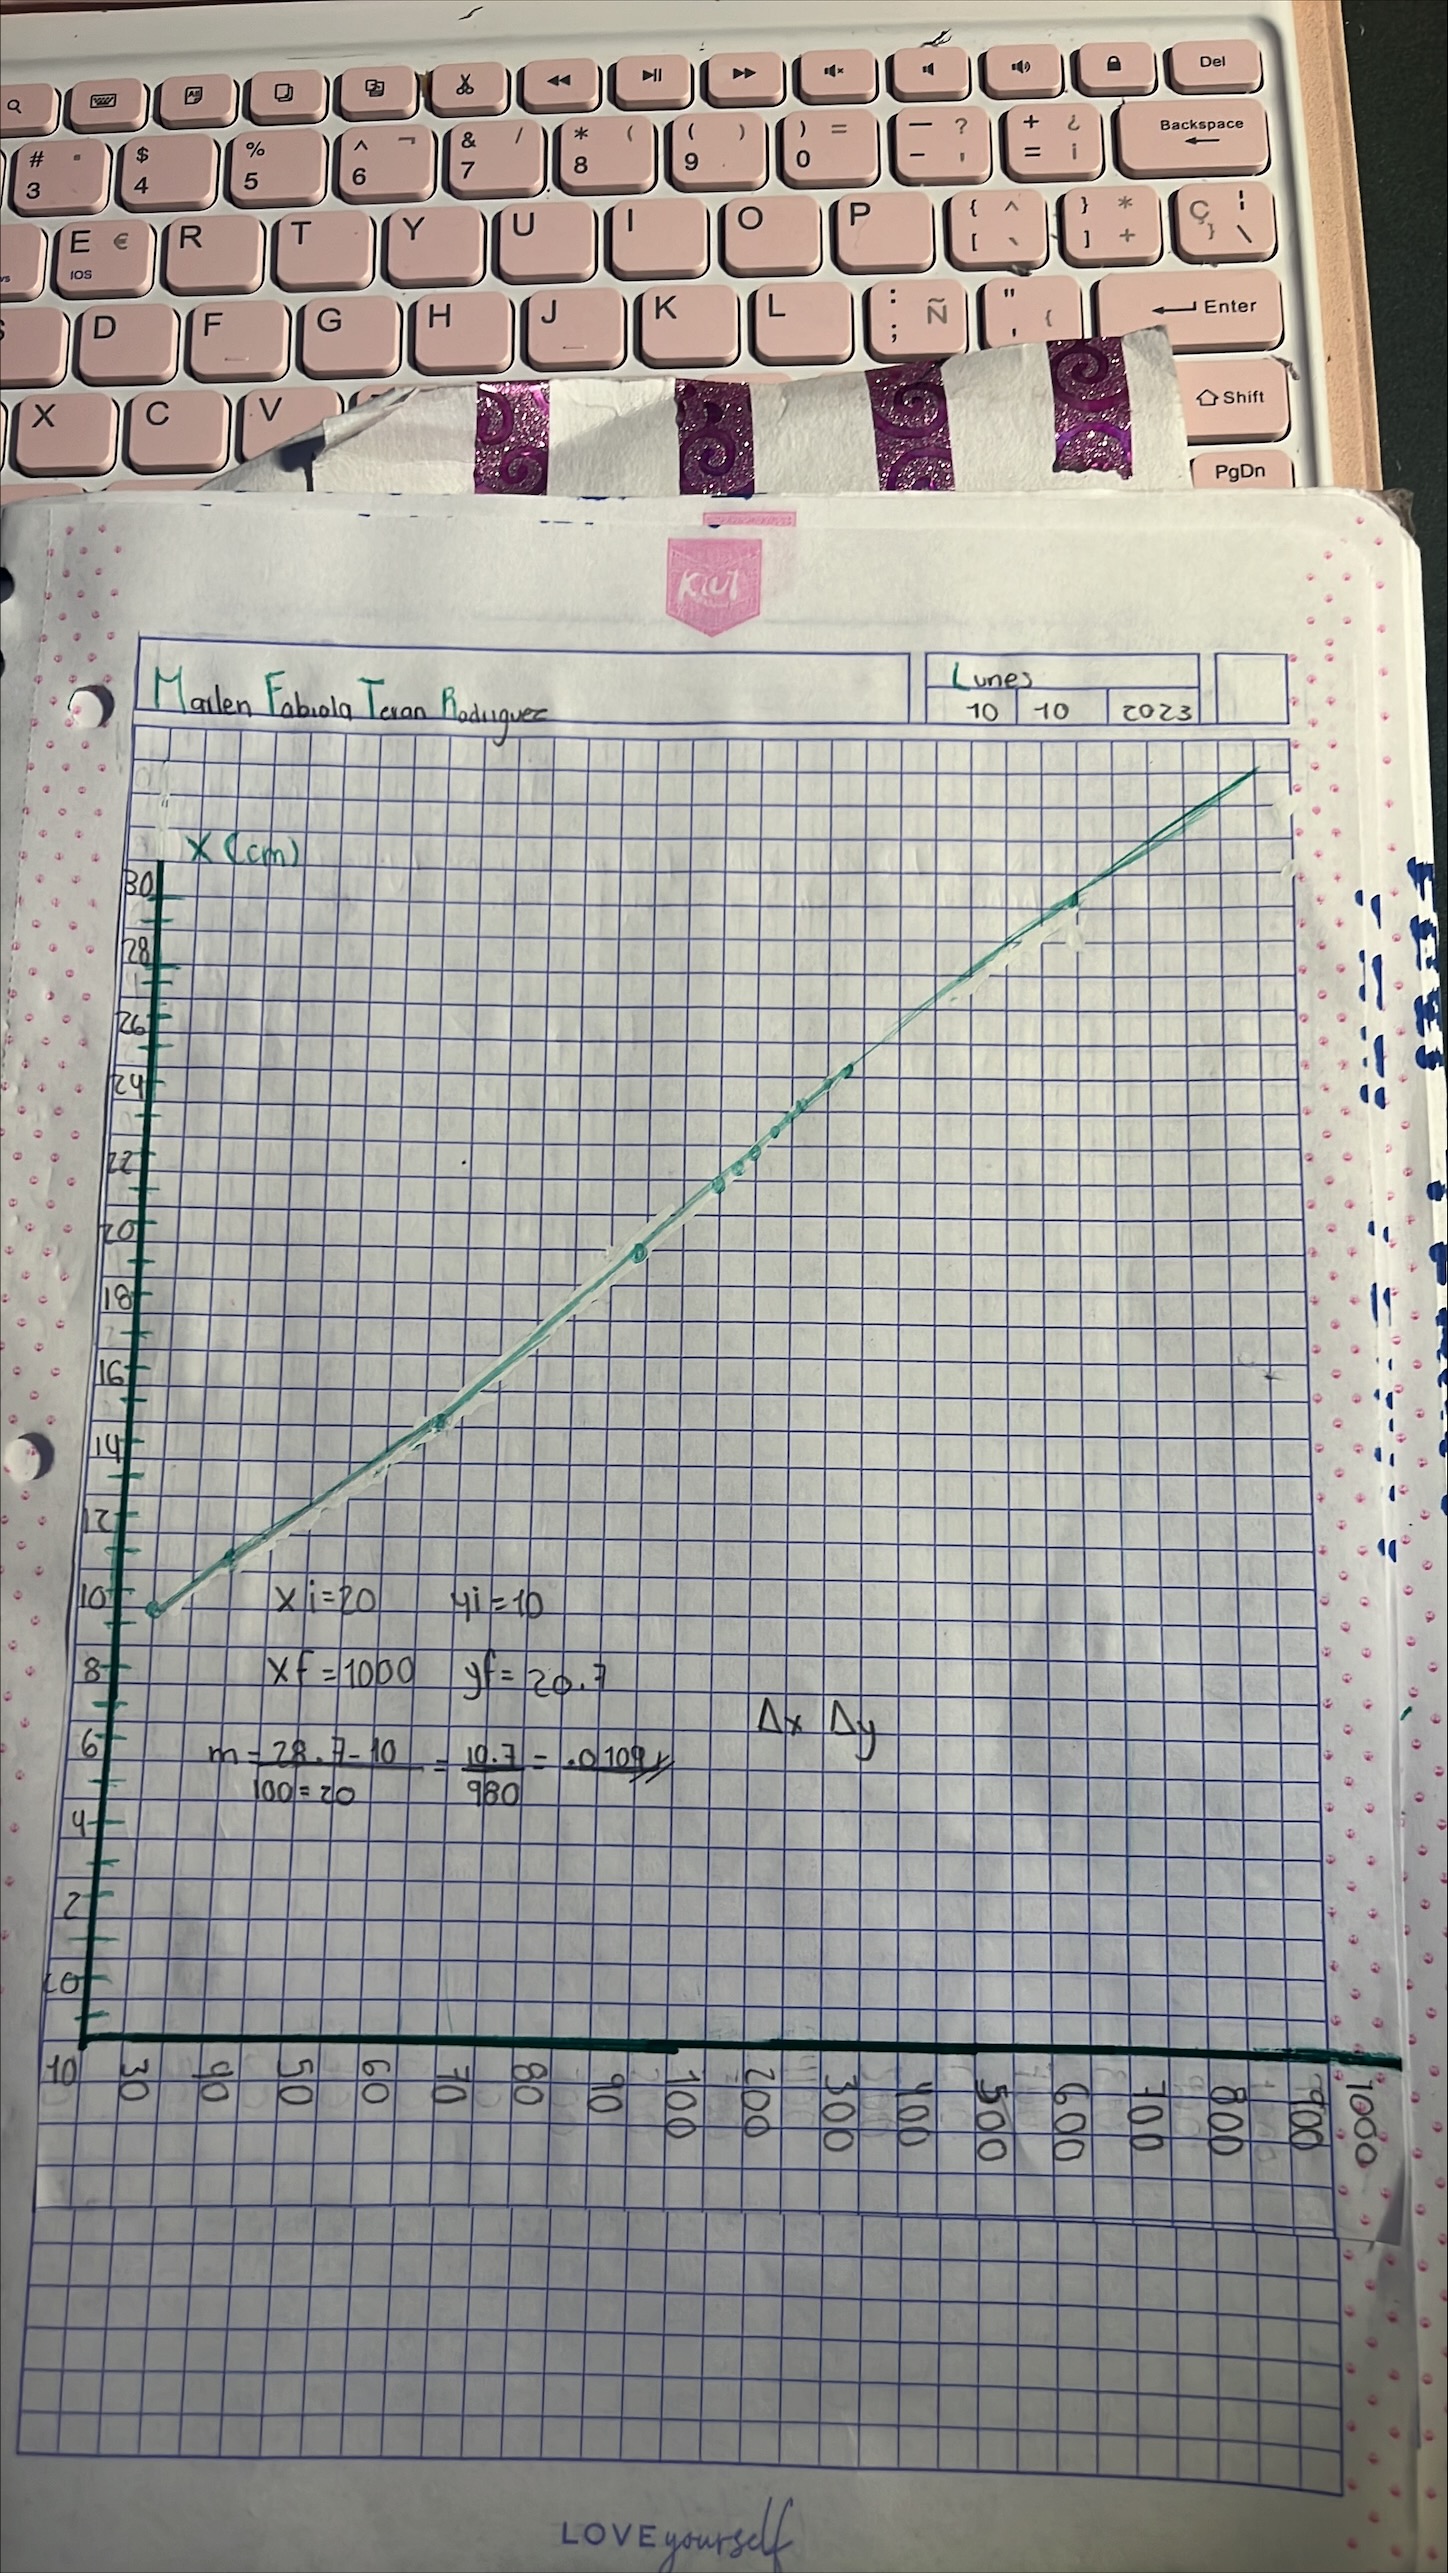 Del
# 3
$ 4
% 5
^ ¬ 6
& / 7
* ( 8
( ) 9
) = 0
— ? - '
+ ¿ = ¡
Backspace
E €
IOS
R T Y U I O P
{ ^ [ `
} * ] +
Ç ¦ } \
D F G H J K L
: ; Ñ
" ' {
Enter
X C V
Shift
PgDn
KIUT
Marlen Fabiola Teran Rodriguez
Lunes
10 10 2023
X (cm)
30
28
26
24
22
20
18
16
14
12
10
xi=20 yi=10
8
xf=1000 yf=20.7
Δx Δy
6
m=28.7-10 = 10.7 = .0109
100=20 980
4
2
10 30 40 50 60 70 80 90 100 200 300 400 500 600 700 800 900 1000
LOVE yourself